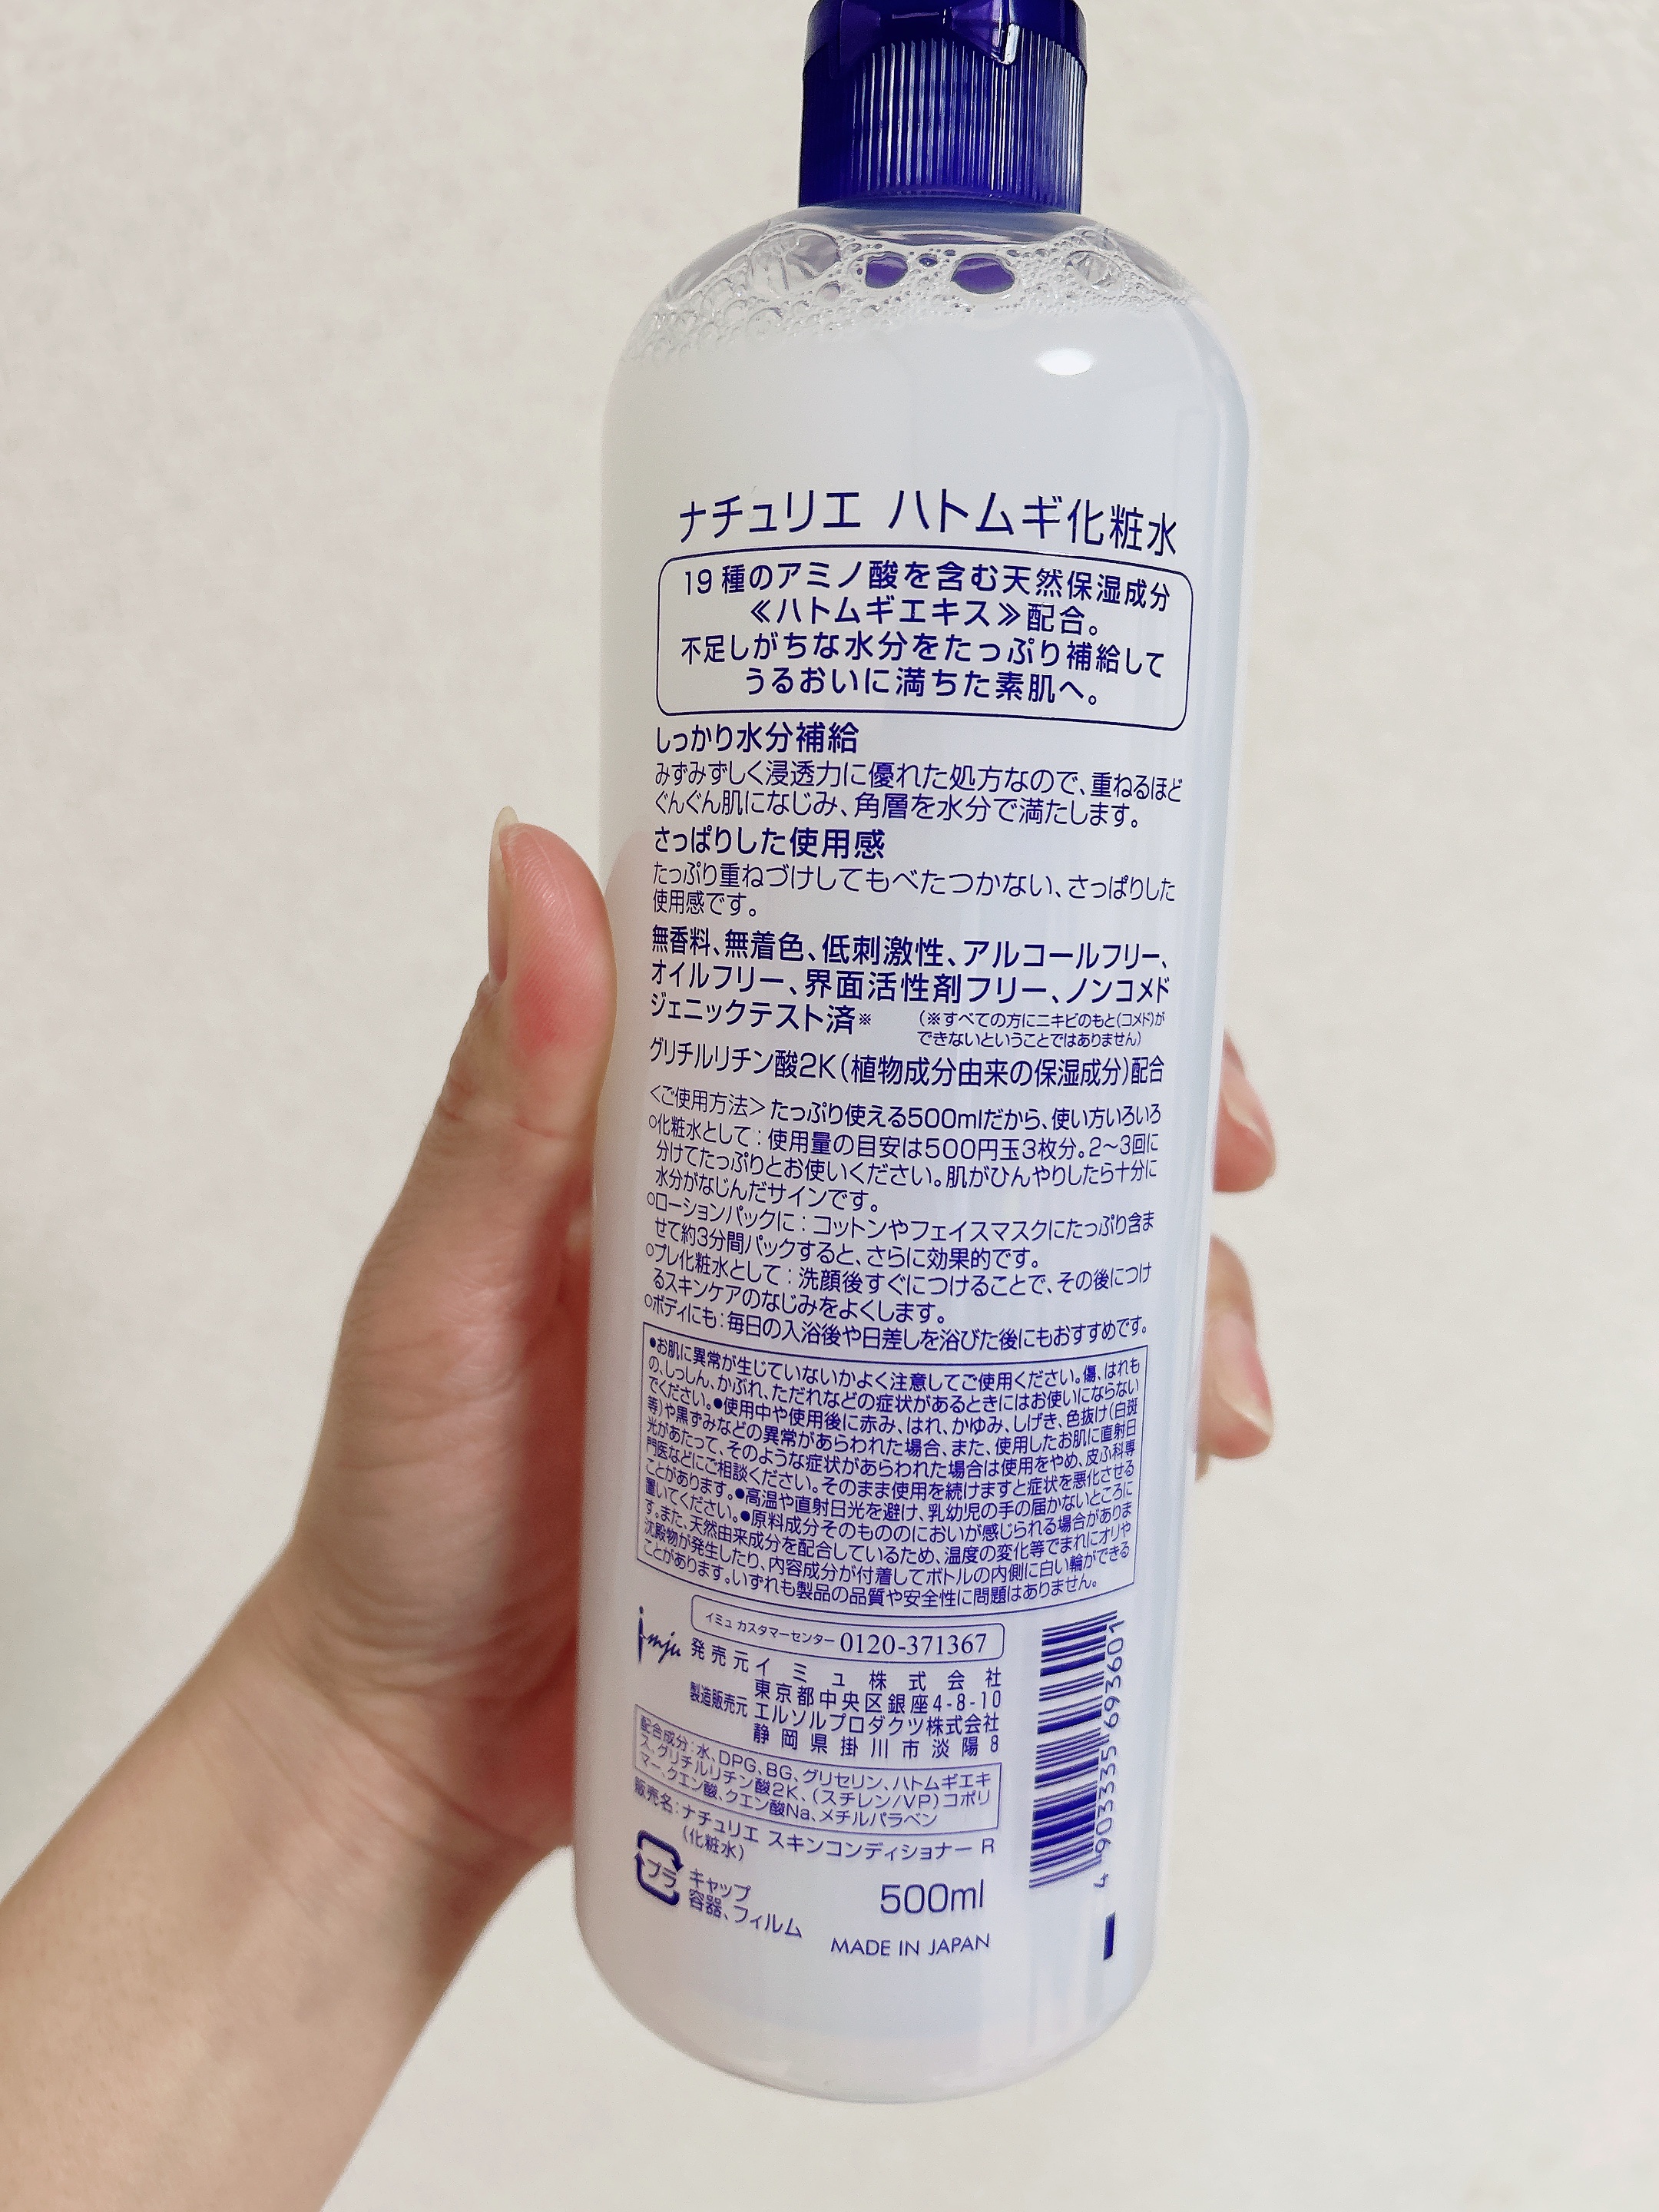 ナチュリエ ハトムギ化粧水
19種のアミノ酸を含む天然保湿成分
≪ハトムギエキス≫配合。
不足しがちな水分をたっぷり補給して
うるおいに満ちた素肌へ。
しっかり水分補給
みずみずしく浸透力に優れた処方なので、重ねるほど
ぐんぐん肌になじみ、角層を水分で満たします。
さっぱりした使用感
たっぷり重ねづけしてもべたつかない、さっぱりした
使用感です。
無香料、無着色、低刺激性、アルコールフリー、
オイルフリー、界面活性剤フリー、ノンコメド
ジェニックテスト済※ (※すべての方にニキビのもと(コメド)が
できないということではありません)
グリチルリチン酸2K(植物成分由来の保湿成分)配合
<ご使用方法>たっぷり使える500mlだから、使い方いろいろ
○化粧水として:使用量の目安は500円玉3枚分。2〜3回に
分けてたっぷりとお使いください。肌がひんやりしたら十分に
水分がなじんだサインです。
○ローションパックに:コットンやフェイスマスクにたっぷり含ま
せて約3分間パックすると、さらに効果的です。
○プレ化粧水として:洗顔後すぐにつけることで、その後につけ
るスキンケアのなじみをよくします。
○ボディにも:毎日の入浴後や日差しを浴びた後にもおすすめです。
●お肌に異常が生じていないかよく注意してご使用ください。傷、はれも
の、しっしん、かぶれ、ただれなどの症状があるときにはお使いにならない
でください。●使用中や使用後に赤み、はれ、かゆみ、しげき、色抜け(白斑
等)や黒ずみなどの異常があらわれた場合、また、使用したお肌に直射日
光があたって、そのような症状があらわれた場合は使用をやめ、皮ふ科専
門医などにご相談ください。そのまま使用を続けますと症状を悪化させる
ことがあります。●高温や直射日光を避け、乳幼児の手の届かないところに
置いてください。●原料成分そのもののにおいが感じられる場合がありま
す。また、天然由来成分を配合しているため、温度の変化等でまれにオリや
沈殿物が発生したり、内容成分が付着してボトルの内側に白い輪ができる
ことがあります。いずれも製品の品質や安全性に問題はありません。
imju
イミュ カスタマーセンター 0120-371367
発売元 イミュ株式会社
東京都中央区銀座4-8-10
製造販売元 エルソルプロダクツ株式会社
静岡県掛川市淡陽8
配合成分:水、DPG、BG、グリセリン、ハトムギエキ
ス、グリチルリチン酸2K、(スチレン/VP)コポリ
マー、クエン酸、クエン酸Na、メチルパラベン
販売名:ナチュリエ スキンコンディショナー R
(化粧水)
プラ キャップ
容器、フィルム
500ml
MADE IN JAPAN
4 903335 693601